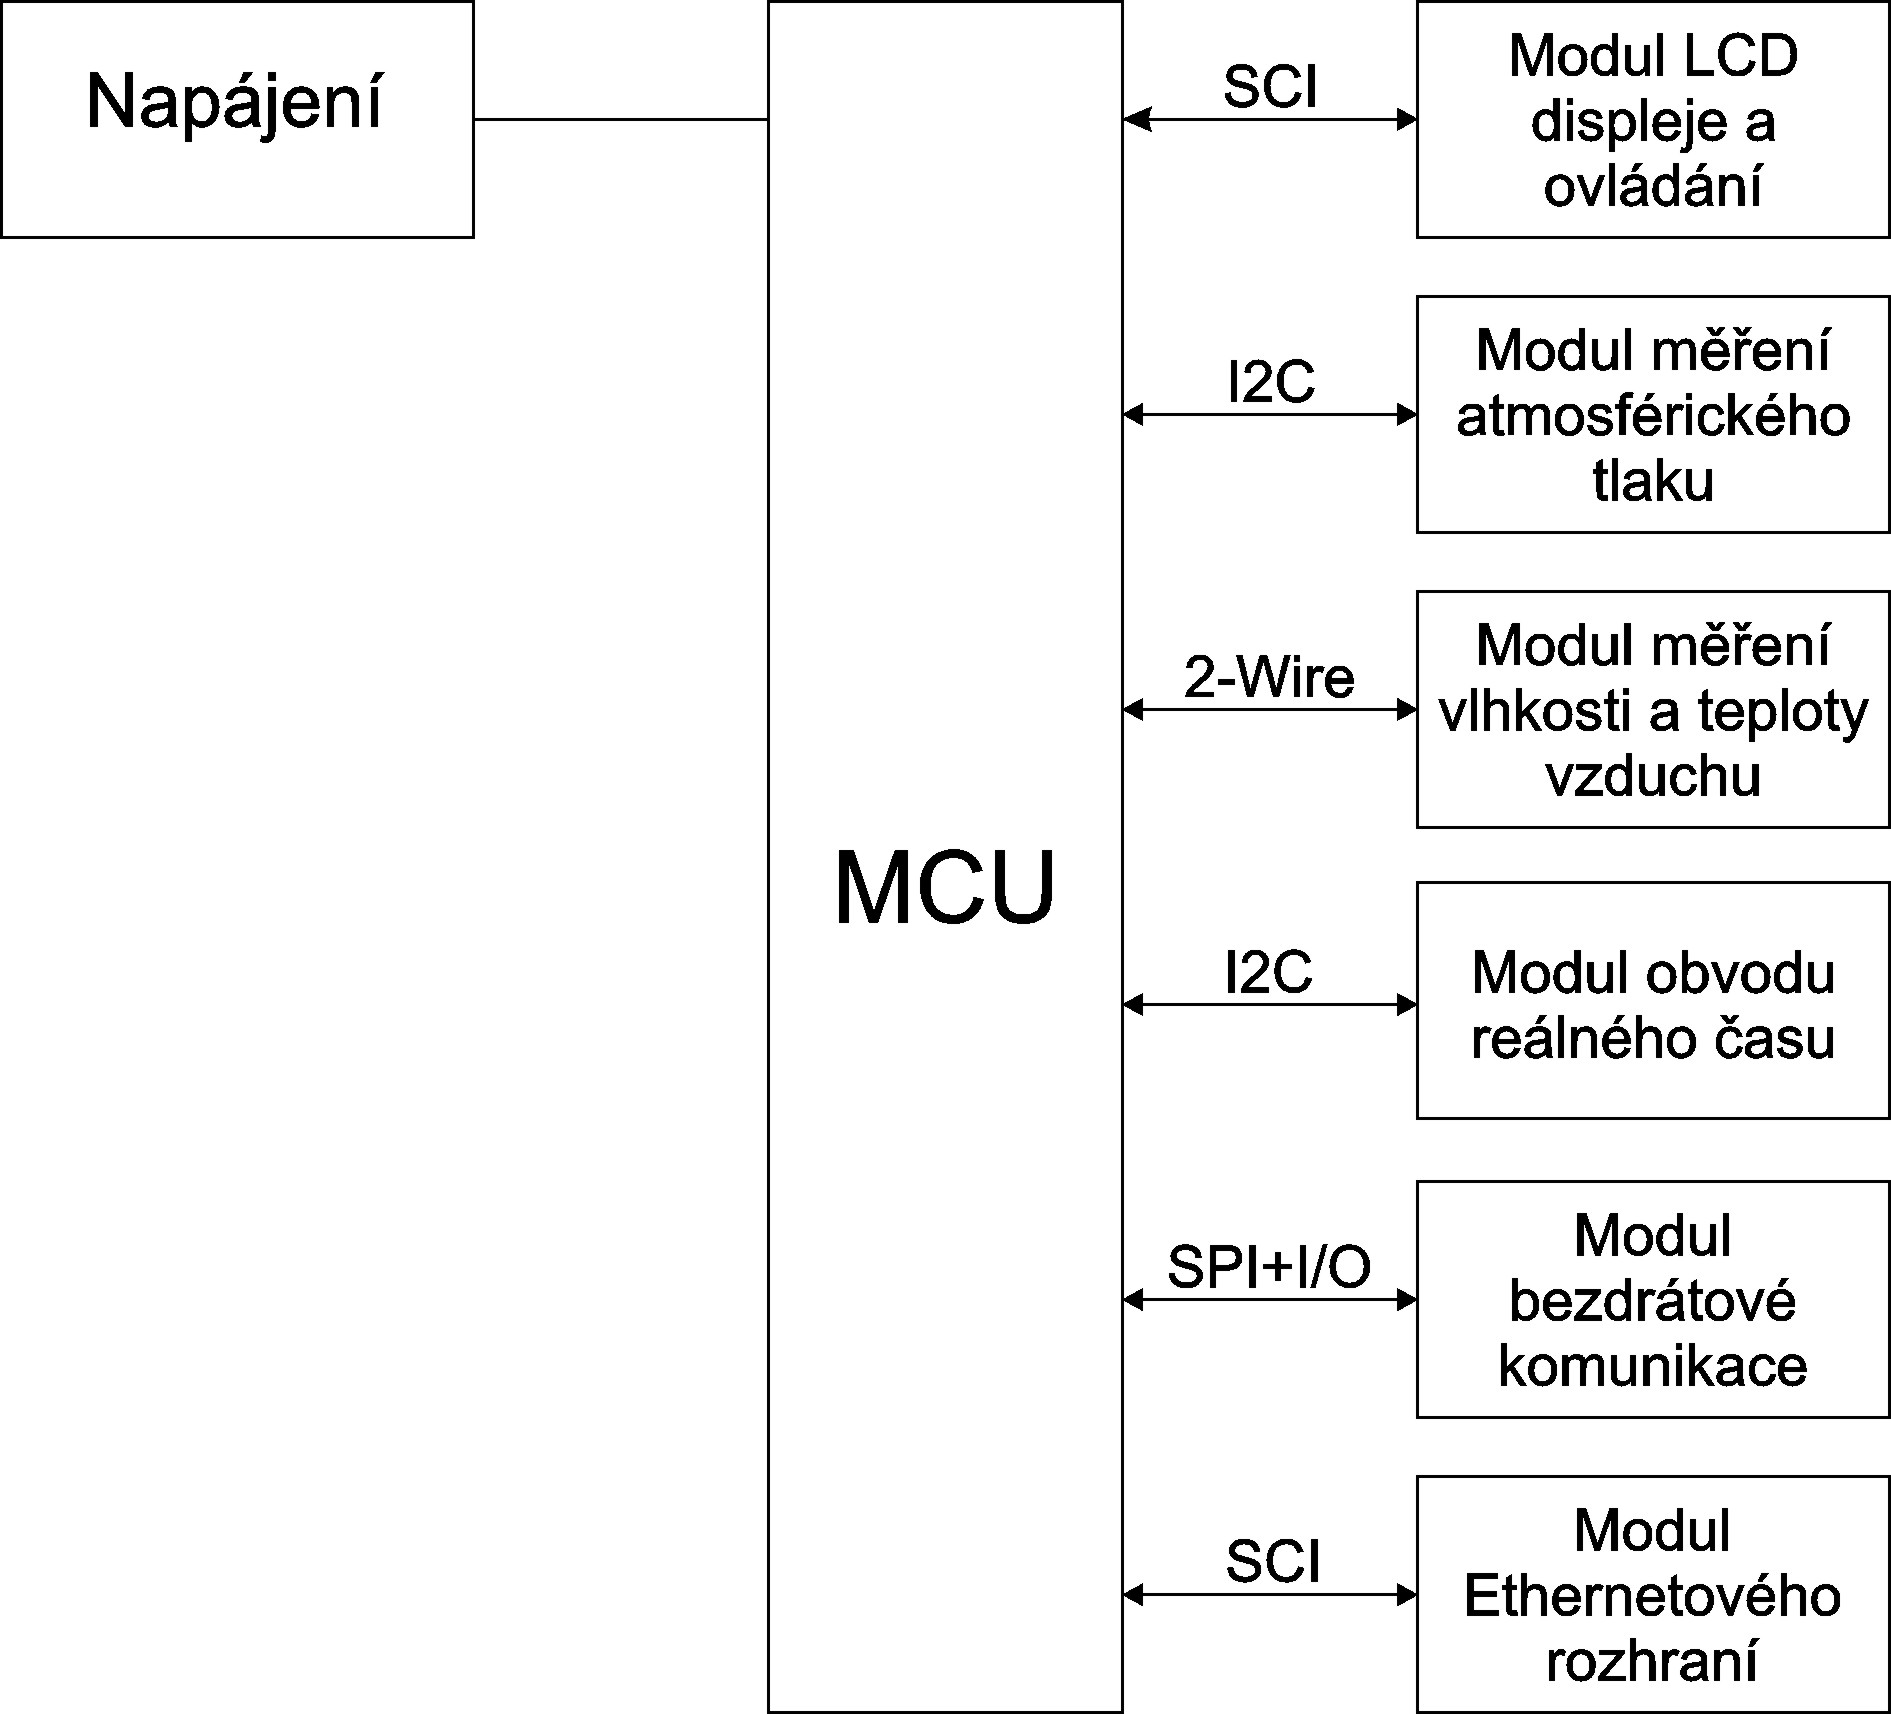 Napájení
MCU
SCI
Modul LCD
displeje a
ovládání
I2C
Modul měření
atmosférického
tlaku
2-Wire
Modul měření
vlhkosti a teploty
vzduchu
I2C
Modul obvodu
reálného času
SPI+I/O
Modul
bezdrátové
komunikace
SCI
Modul
Ethernetového
rozhraní